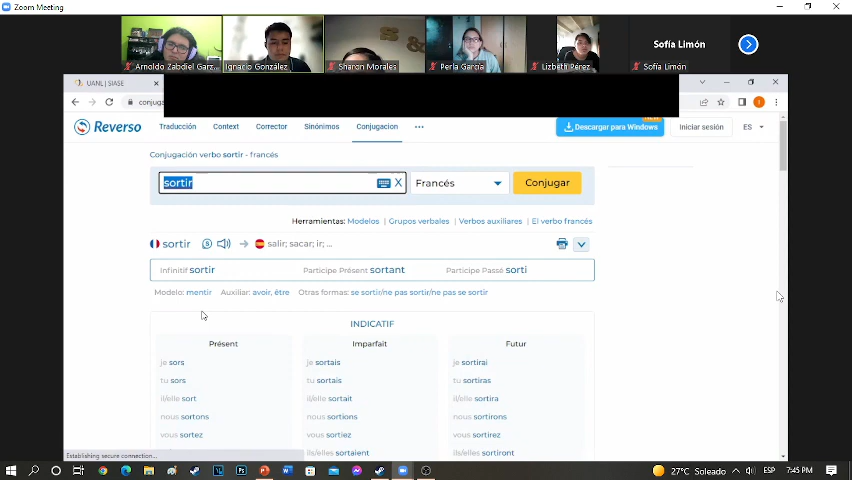 Zoom Meeting
Arnoldo Zabdiel Garz...
Ignacio González
Sharon Morales
Perla Garcia
Lizbeth Pérez
Sofía Limón
Sofía Limón
UANL | SIASE
conjuga
Reverso
Traducción
Context
Corrector
Sinónimos
Conjugacion
NEW
Descargar para Windows
Iniciar sesión
ES
Conjugación verbo sortir - francés
sortir
X
Francés
Conjugar
Herramientas: Modelos | Grupos verbales | Verbos auxiliares | El verbo francés
sortir
salir; sacar; ir; ...
Infinitif sortir
Participe Présent sortant
Participe Passé sorti
Modelo: mentir Auxiliar: avoir, être Otras formas: se sortir/ne pas sortir/ne pas se sortir
INDICATIF
Présent
Imparfait
Futur
je sors
je sortais
je sortirai
tu sors
tu sortais
tu sortiras
il/elle sort
il/elle sortait
il/elle sortira
nous sortons
nous sortions
nous sortirons
vous sortez
vous sortiez
vous sortirez
ils/elles sortaient
ils/elles sortiront
Establishing secure connection...
27°C Soleado
ESP
7:45 PM